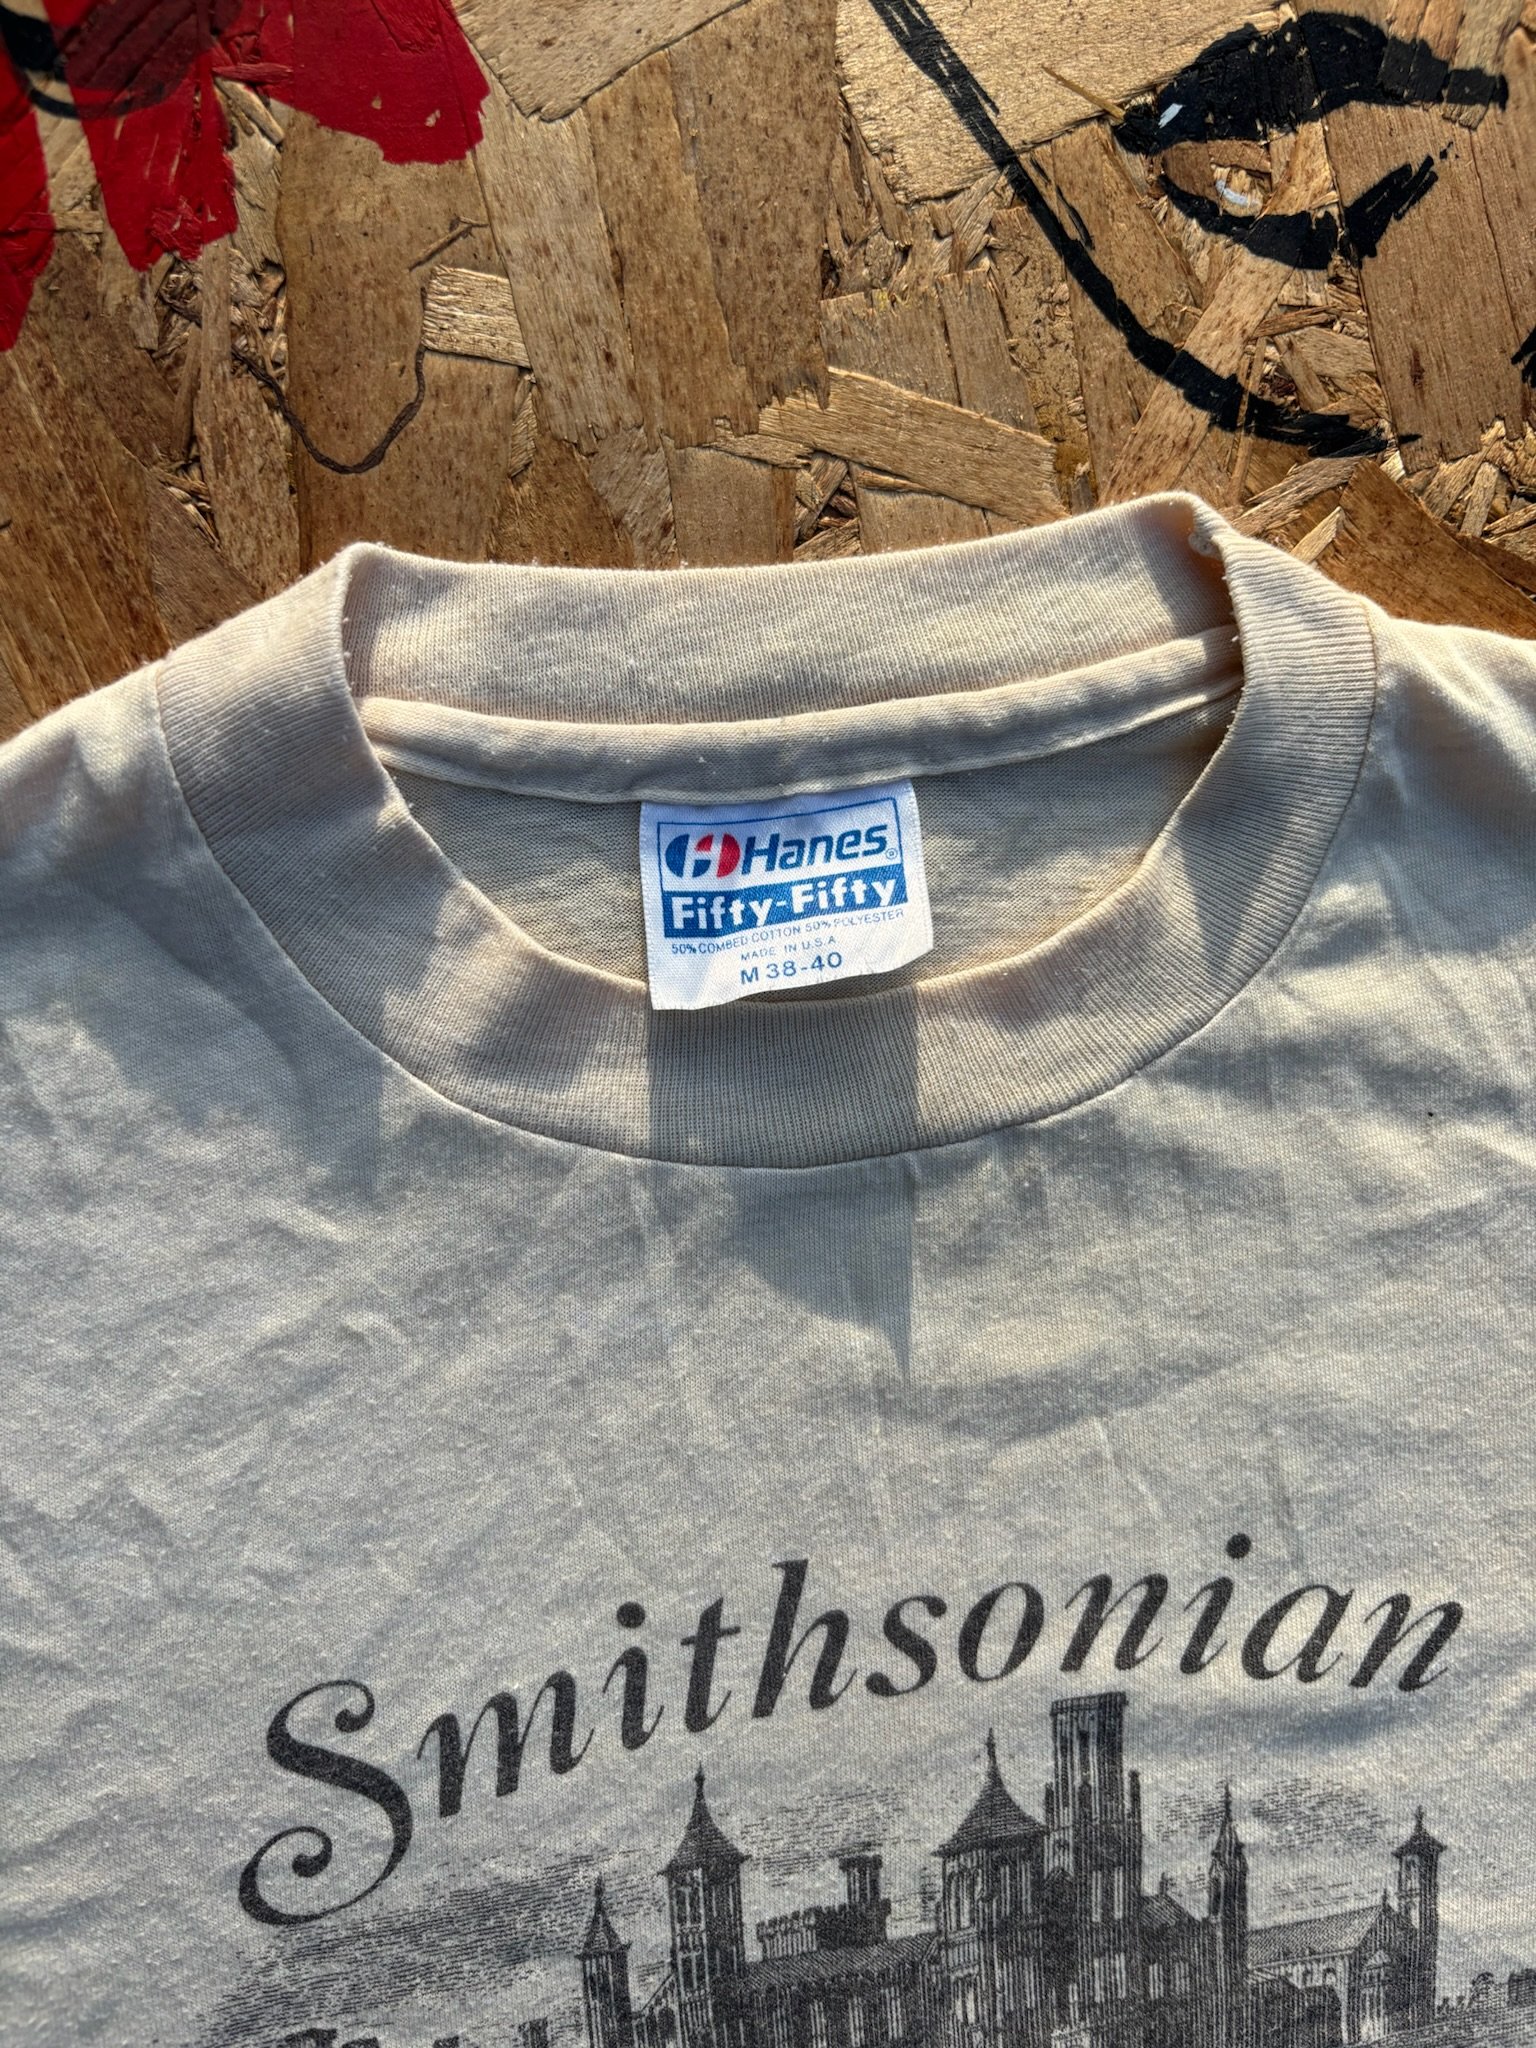 Hanes®
Fifty-Fifty
50% COMBED COTTON 50% POLYESTER
MADE IN U.S.A.
M 38-40
Smithsonian